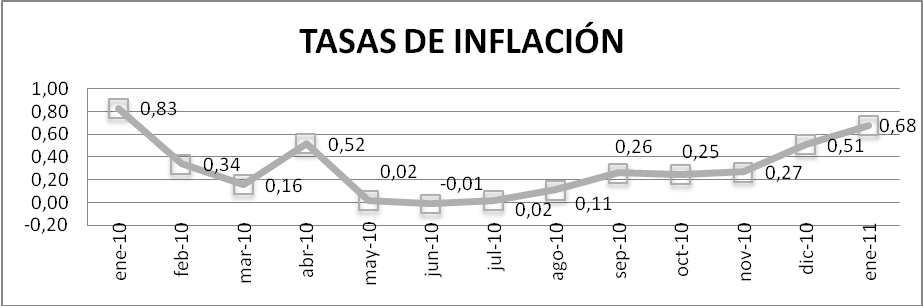 TASAS DE INFLACIÓN
1,00
0,80
0,60
0,40
0,20
0,00
-0,20
0,83
0,34
0,16
0,52
0,02
-0,01
0,02
0,11
0,26
0,25
0,27
0,51
0,68
ene-10
feb-10
mar-10
abr-10
may-10
jun-10
jul-10
ago-10
sep-10
oct-10
nov-10
dic-10
ene-11